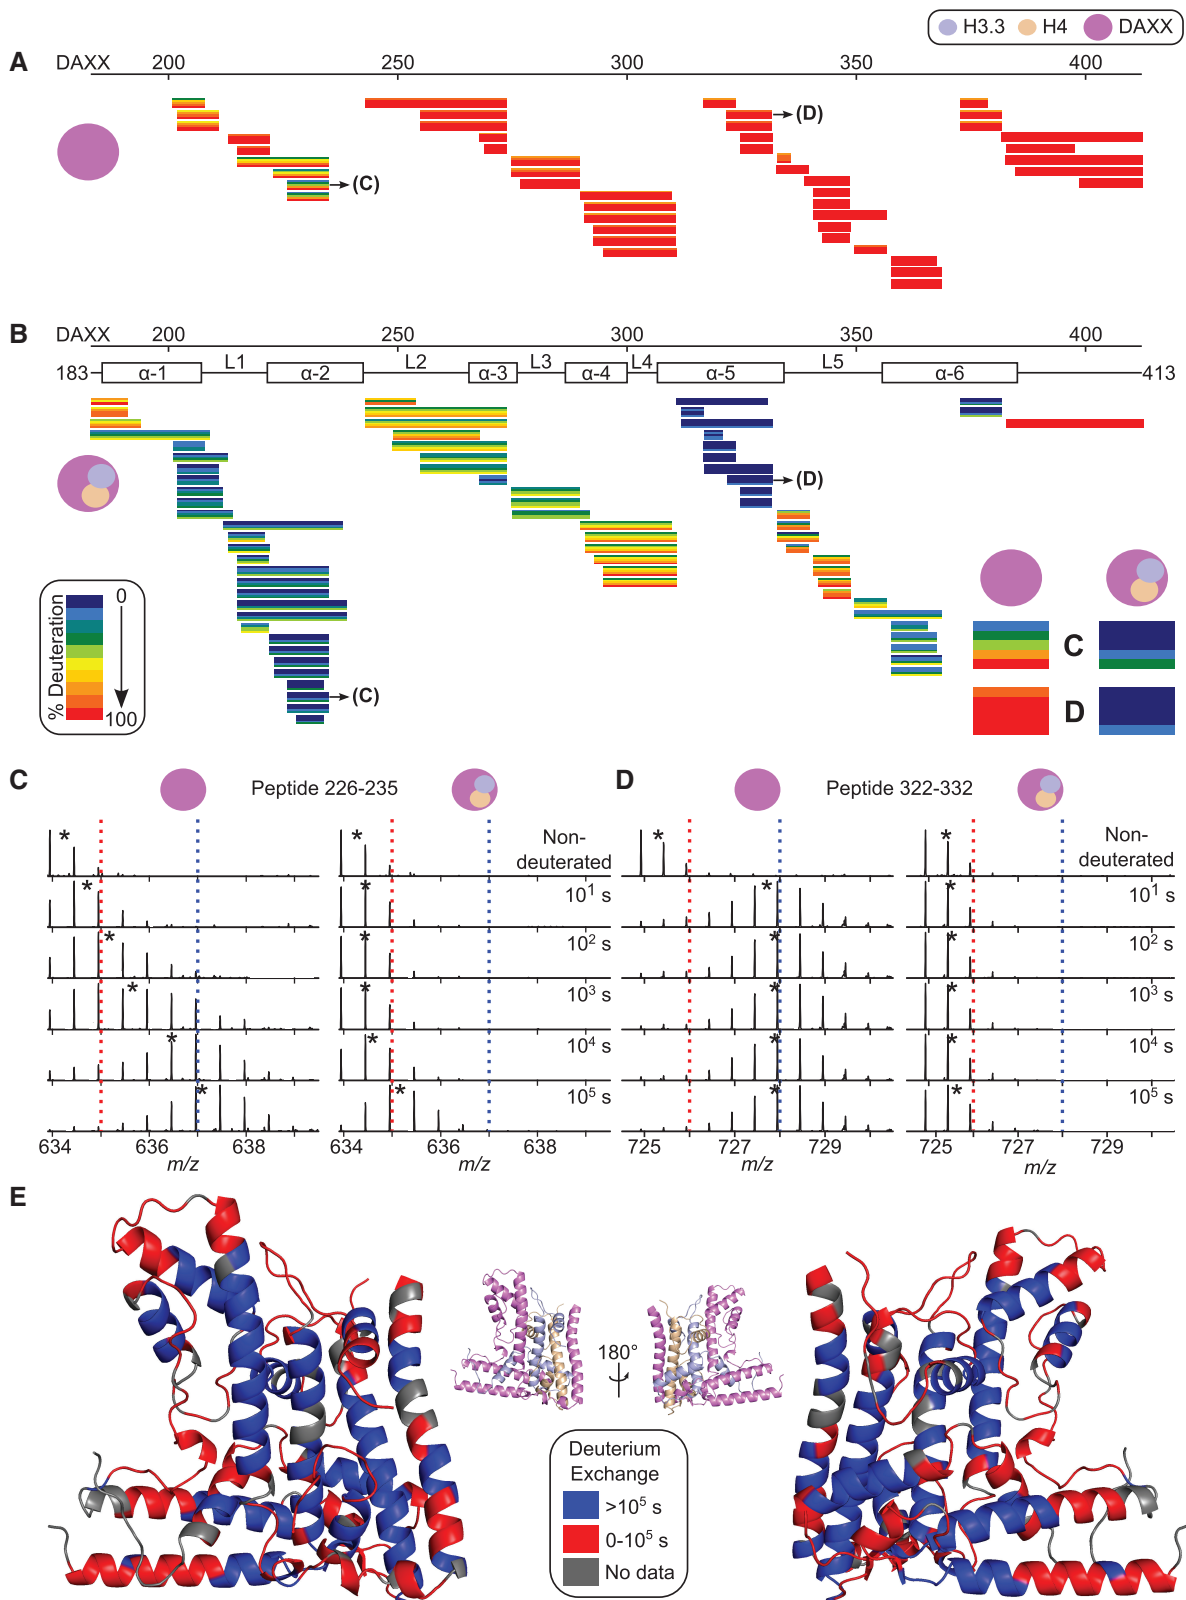 H3.3 H4 DAXX
A DAXX 200 250 300 350 400
(D)
(C)
B DAXX 200 250 300 350 400
183 α-1 L1 α-2 L2 α-3 L3 α-4 L4 α-5 L5 α-6 413
(D)
(C)
% Deuteration
0
100
C
D
C Peptide 226-235
Non-deuterated
10¹ s
10² s
10³ s
10⁴ s
10⁵ s
634 636 638
634 636 638
m/z
m/z
D Peptide 322-332
Non-deuterated
10¹ s
10² s
10³ s
10⁴ s
10⁵ s
725 727 729
725 727 729
m/z
m/z
* * * * * *
* * * * * *
* * * * * *
* * * * * *
E
180°
Deuterium
Exchange
>10⁵ s
0-10⁵ s
No data